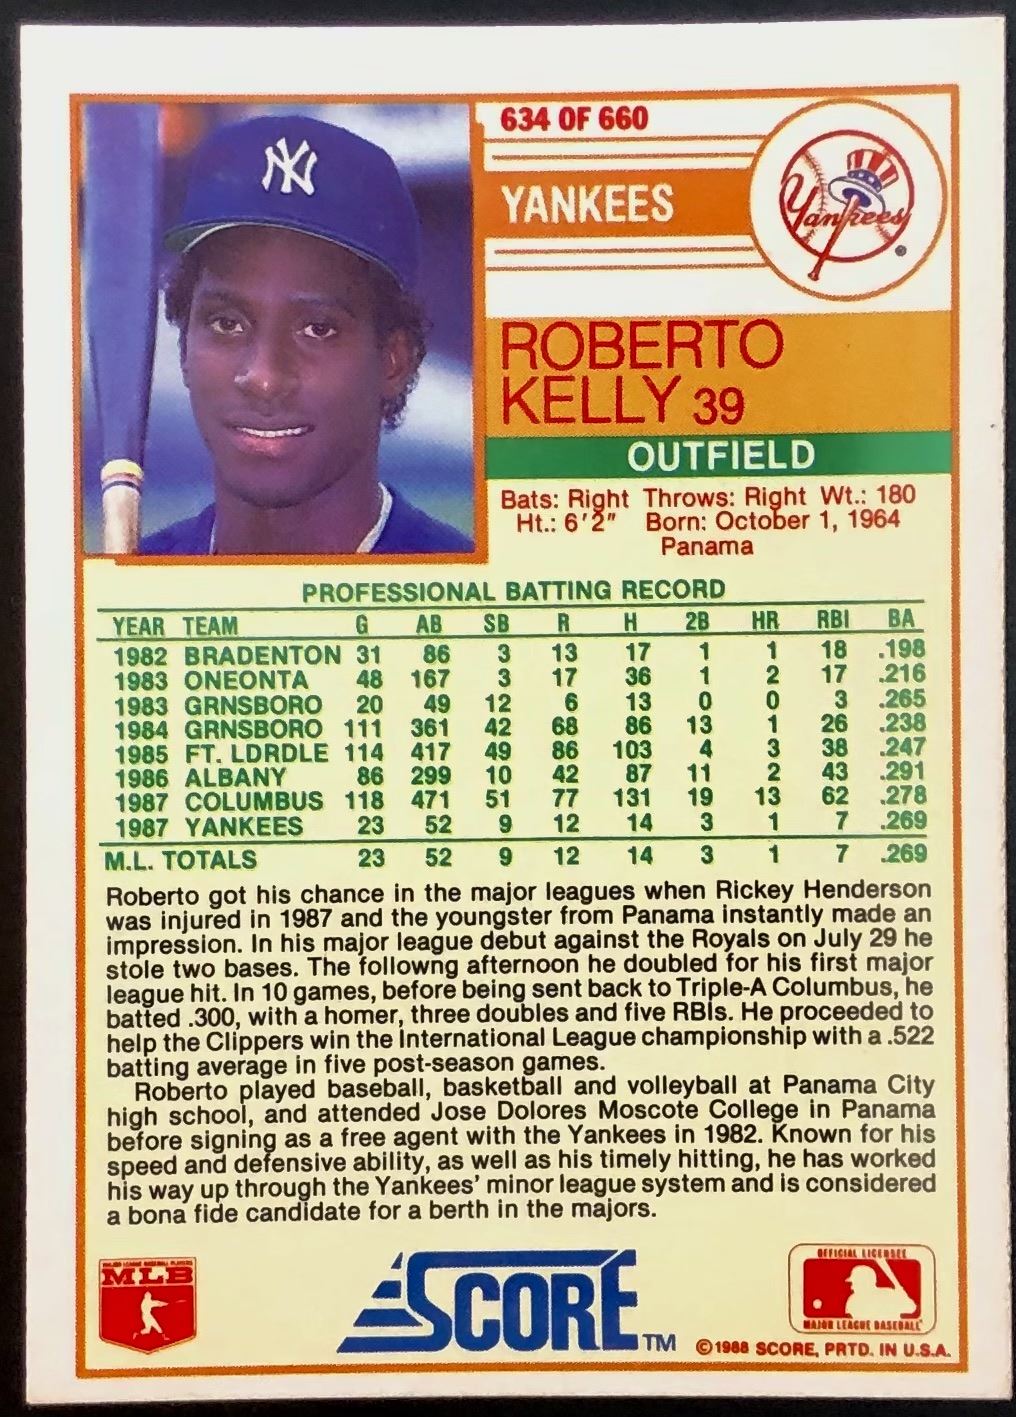 634 OF 660
YANKEES
Yankees
NY
ROBERTO
KELLY 39
OUTFIELD
Bats: Right Throws: Right Wt.: 180
Ht.: 6'2" Born: October 1, 1964
Panama
PROFESSIONAL BATTING RECORD
YEAR TEAM G AB SB R H 2B HR RBI BA
1982 BRADENTON 31 86 3 13 17 1 1 18 .198
1983 ONEONTA 48 167 3 17 36 1 2 17 .216
1983 GRNSBORO 20 49 12 6 13 0 0 3 .265
1984 GRNSBORO 111 361 42 68 86 13 1 26 .238
1985 FT. LDRDLE 114 417 49 86 103 4 3 38 .247
1986 ALBANY 86 299 10 42 87 11 2 43 .291
1987 COLUMBUS 118 471 51 77 131 19 13 62 .278
1987 YANKEES 23 52 9 12 14 3 1 7 .269
M.L. TOTALS 23 52 9 12 14 3 1 7 .269
Roberto got his chance in the major leagues when Rickey Henderson
was injured in 1987 and the youngster from Panama instantly made an
impression. In his major league debut against the Royals on July 29 he
stole two bases. The followng afternoon he doubled for his first major
league hit. In 10 games, before being sent back to Triple-A Columbus, he
batted .300, with a homer, three doubles and five RBIs. He proceeded to
help the Clippers win the International League championship with a .522
batting average in five post-season games.
Roberto played baseball, basketball and volleyball at Panama City
high school, and attended Jose Dolores Moscote College in Panama
before signing as a free agent with the Yankees in 1982. Known for his
speed and defensive ability, as well as his timely hitting, he has worked
his way up through the Yankees' minor league system and is considered
a bona fide candidate for a berth in the majors.
MAJOR LEAGUE BASEBALL PLAYERS
MLB
SCORE TM
OFFICIAL LICENSEE
MAJOR LEAGUE BASEBALL
©1988 SCORE, PRTD. IN U.S.A.